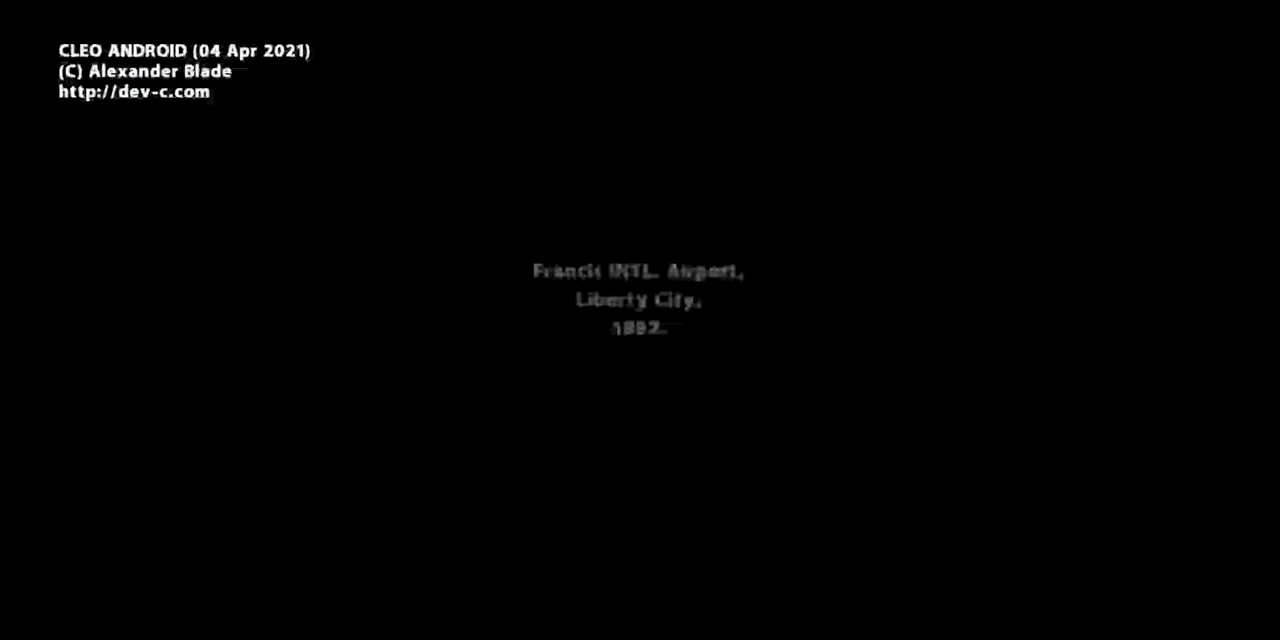 CLEO ANDROID (04 Apr 2021)
(C) Alexander Blade
http://dev-c.com
Francis INTL. Airport,
Liberty City,